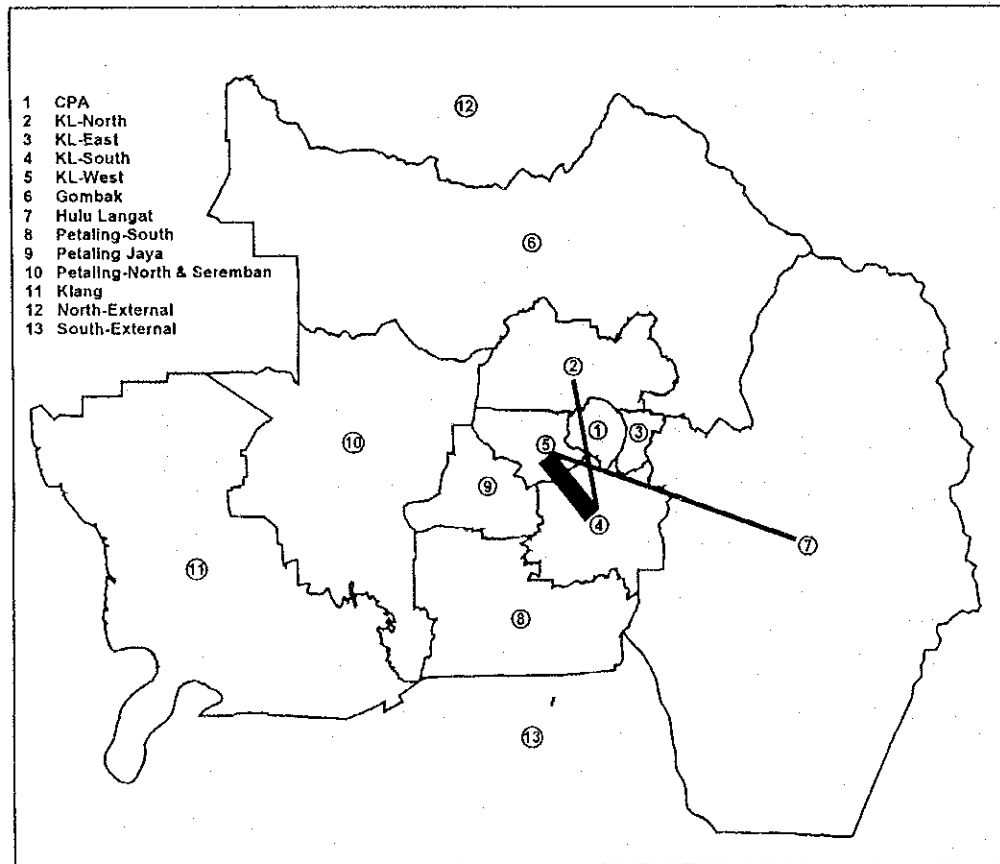 1 CPA
2 KL-North
3 KL-East
4 KL-South
5 KL-West
6 Gombak
7 Hulu Langat
8 Petaling-South
9 Petaling Jaya
10 Petaling-North & Seremban
11 Klang
12 North-External
13 South-External
12
6
2
1
3
10
5
9
4
7
11
8
13